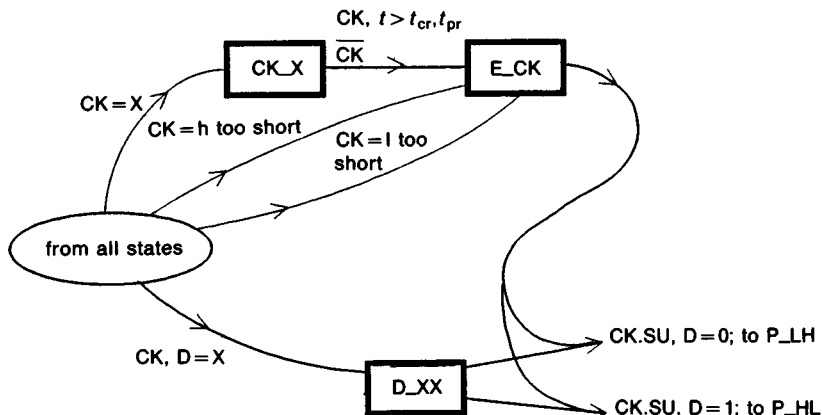 CK, t > t_cr, t_pr
C̅K̅
CK_X
E_CK
CK=X
CK=h too short
CK=l too
short
from all states
CK, D=X
D_XX
CK.SU, D=0; to P_LH
CK.SU, D=1; to P_HL